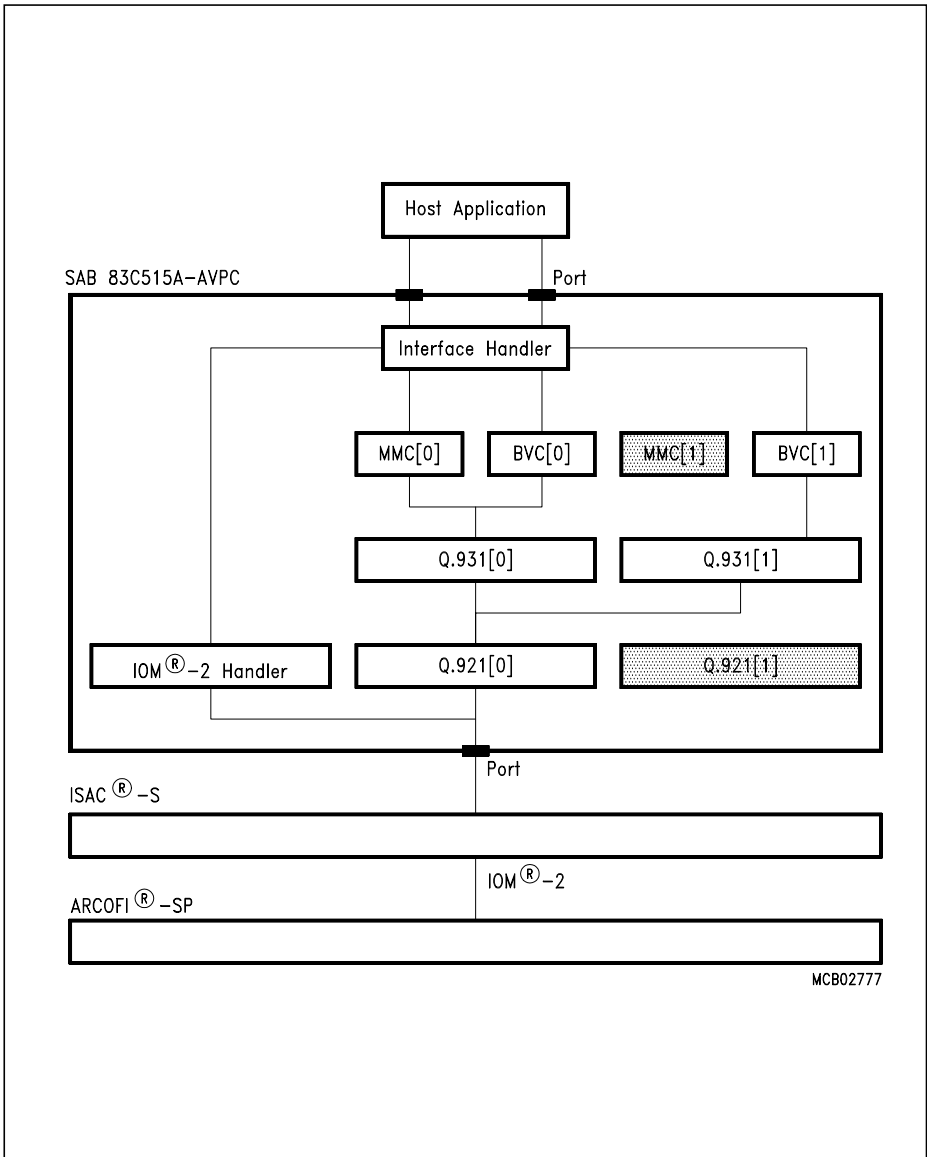 Host Application
SAB 83C515A-AVPC
Port
Interface Handler
MMC[0]
BVC[0]
MMC[1]
BVC[1]
Q.931[0]
Q.931[1]
IOM®-2 Handler
Q.921[0]
Q.921[1]
Port
ISAC®-S
IOM®-2
ARCOFI®-SP
MCB02777